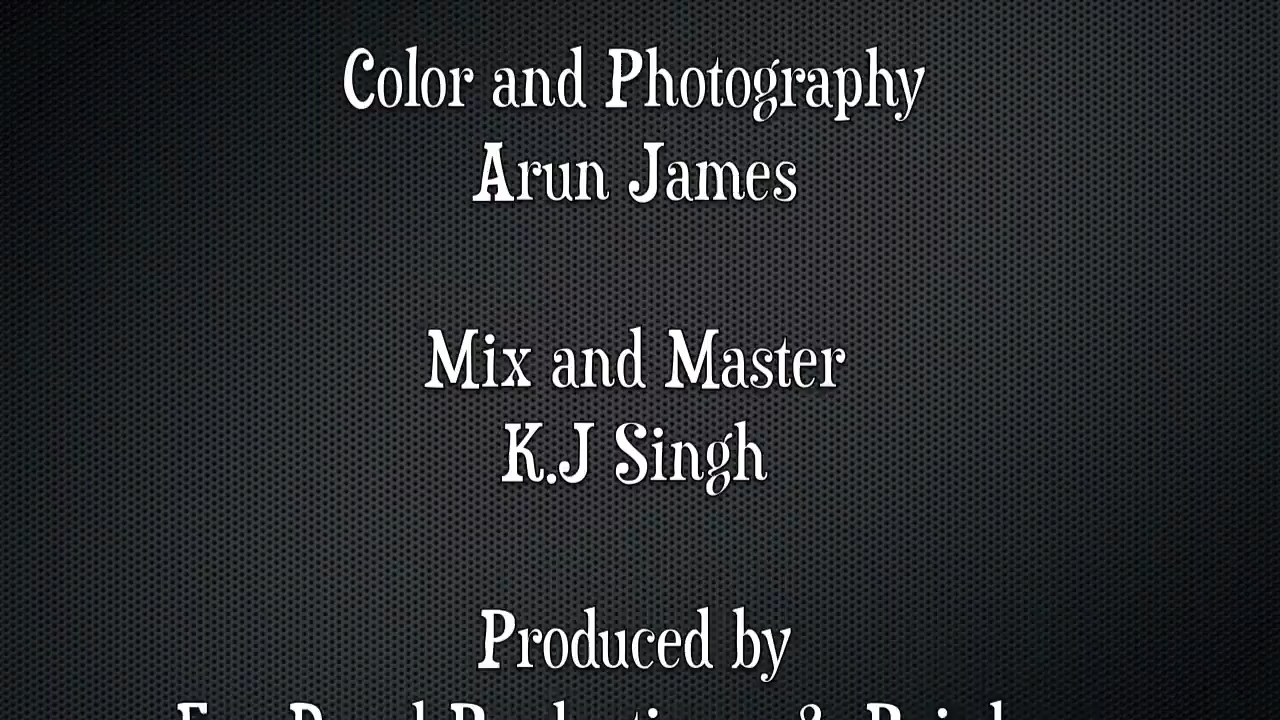 Color and Photography
Arun James
Mix and Master
K.J Singh
Produced by
&